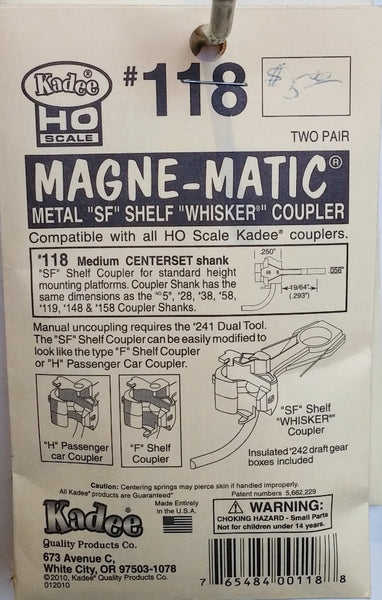 Kadee®
HO
SCALE
#118
$5.00
TWO PAIR
MAGNE-MATIC®
METAL "SF" SHELF "WHISKER®" COUPLER
Compatible with all HO Scale Kadee® couplers.
#118 Medium CENTERSET shank
"SF" Shelf Coupler for standard height
mounting platforms. Coupler Shank has the
same dimensions as the #5, #28, #38, #58,
#119, #148 & #158 Coupler Shanks.
.250"
.056"
19/64"
(.293")
Manual uncoupling requires the #241 Dual Tool.
The "SF" Shelf Coupler can be easily modified to
look like the type "F" Shelf Coupler
or "H" Passenger Car Coupler.
"H" Passenger
car Coupler
"F" Shelf
Coupler
"SF" Shelf
"WHISKER"
Coupler
Insulated #242 draft gear
boxes included
Caution: Centering springs may pierce skin if handled improperly.
All Kadee® products are Guaranteed"
Patent numbers 5,662,229
Kadee®
Quality Products Co.
Made Entirely
in the U.S.A.
WARNING:
CHOKING HAZARD - Small Parts
Not for children under 14 years.
673 Avenue C,
White City, OR 97503-1078
©2010, Kadee® Quality Products Co.
012010
7 65484 00118 8